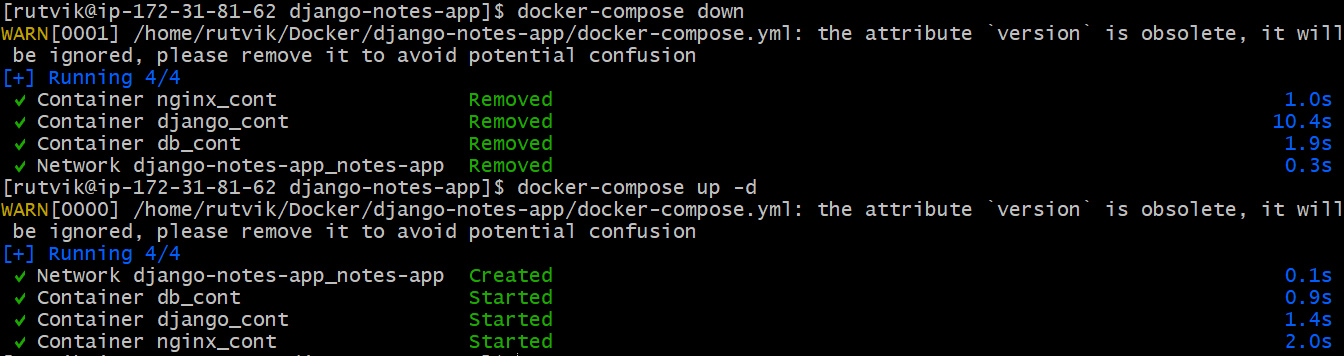 [rutvik@ip-172-31-81-62 django-notes-app]$ docker-compose down
WARN[0001] /home/rutvik/Docker/django-notes-app/docker-compose.yml: the attribute `version` is obsolete, it will
 be ignored, please remove it to avoid potential confusion
[+] Running 4/4
 ✔ Container nginx_cont                Removed                1.0s
 ✔ Container django_cont               Removed                10.4s
 ✔ Container db_cont                   Removed                1.9s
 ✔ Network django-notes-app_notes-app  Removed                0.3s
[rutvik@ip-172-31-81-62 django-notes-app]$ docker-compose up -d
WARN[0000] /home/rutvik/Docker/django-notes-app/docker-compose.yml: the attribute `version` is obsolete, it will
 be ignored, please remove it to avoid potential confusion
[+] Running 4/4
 ✔ Network django-notes-app_notes-app  Created                0.1s
 ✔ Container db_cont                   Started                0.9s
 ✔ Container django_cont               Started                1.4s
 ✔ Container nginx_cont                Started                2.0s